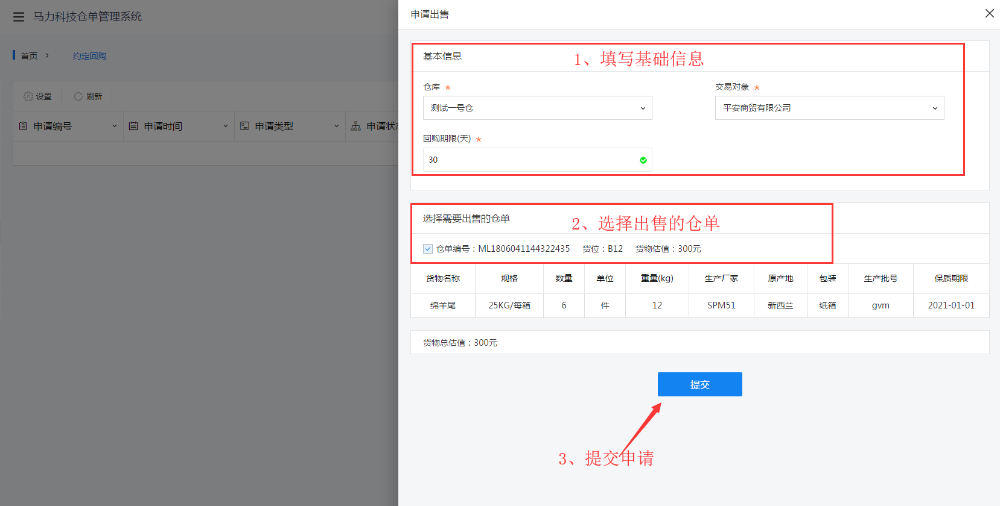 马力科技仓单管理系统
首页 约定回购
设置 刷新
申请编号 申请时间 申请类型 申请状
申请出售
基本信息
1、填写基础信息
仓库 * 交易对象 *
测试一号仓 平安商贸有限公司
回购期限(天) *
30
选择需要出售的仓单
2、选择出售的仓单
仓单编号：ML1806041144322435 货位：B12 货物估值：300元
货物名称 规格 数量 单位 重量(kg) 生产厂家 原产地 包装 生产批号 保质期限
绵羊尾 25KG/每箱 6 件 12 SPM51 新西兰 纸箱 gvm 2021-01-01
货物总估值：300元
提交
3、提交申请